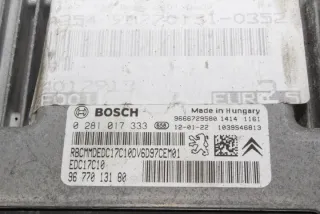 BOSCH
Made in Hungary
9666729580 1414 1161
0 281 017 333 650 12-01-22 1039S46813
RBCMMDEDC17C10DV6D97CEM01
EDC17C10
96 770 131 80